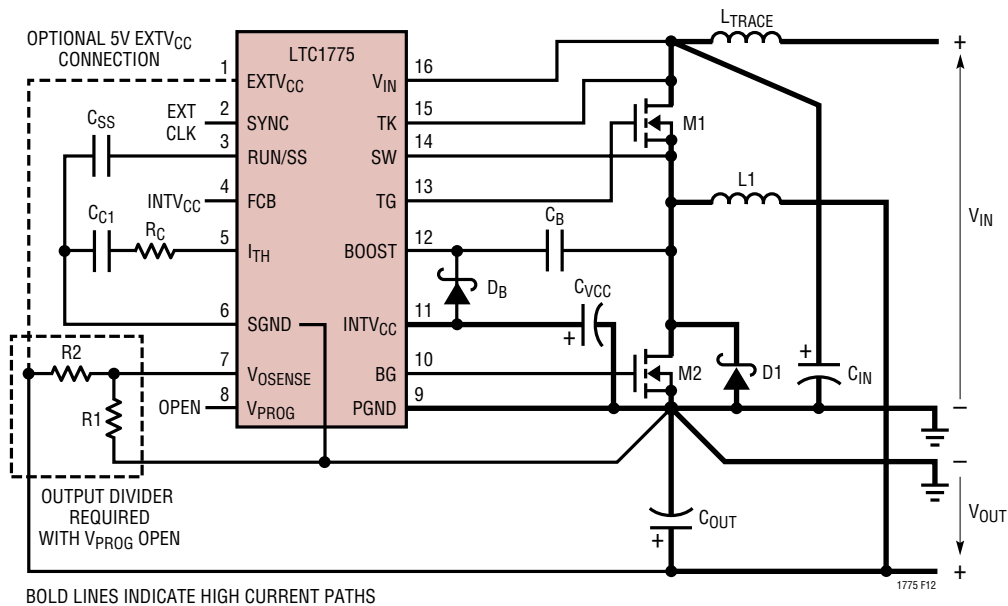 OPTIONAL 5V EXTVCC
CONNECTION
LTC1775
LTRACE
+
1
EXTVCC
16
VIN
EXT
CLK
2
SYNC
15
TK
M1
CSS
3
RUN/SS
14
SW
INTVCC
4
FCB
13
TG
L1
VIN
CC1
RC
5
ITH
12
BOOST
CB
DB
CVCC
6
SGND
11
INTVCC
+
R2
7
VOSENSE
10
BG
M2
D1
+
CIN
R1
OPEN
8
VPROG
9
PGND
–
–
OUTPUT DIVIDER
REQUIRED
WITH VPROG OPEN
COUT
+
VOUT
+
1775 F12
BOLD LINES INDICATE HIGH CURRENT PATHS